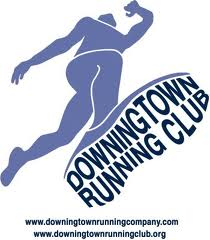 DOWNINGTOWN
RUNNING CLUB
www.downingtownrunningcompany.com
www.downingtownrunningclub.org